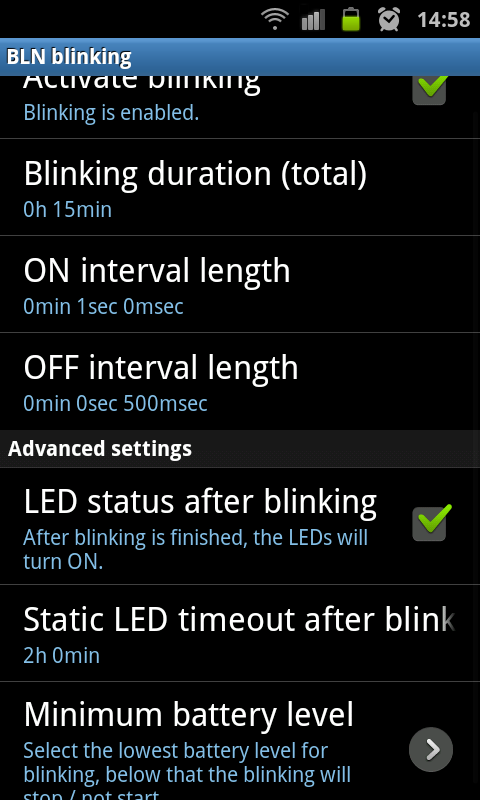 14:58
BLN blinking
Activate blinking
Blinking is enabled.
Blinking duration (total)
0h 15min
ON interval length
0min 1sec 0msec
OFF interval length
0min 0sec 500msec
Advanced settings
LED status after blinking
After blinking is finished, the LEDs will
turn ON.
Static LED timeout after blink
2h 0min
Minimum battery level
Select the lowest battery level for
blinking, below that the blinking will
stop / not start